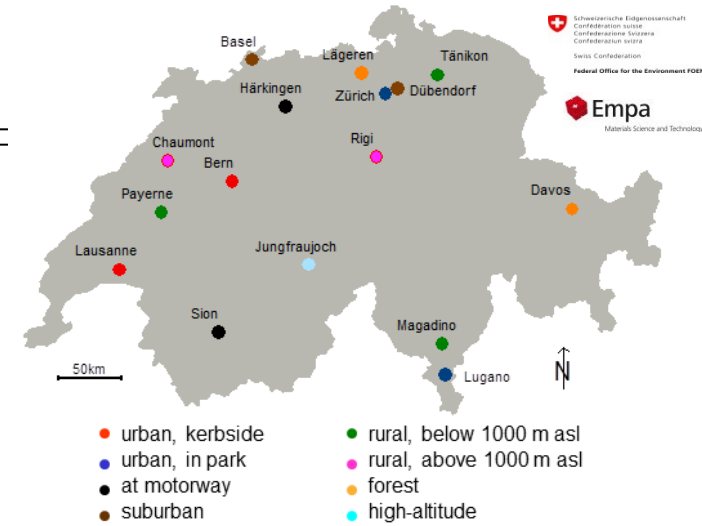 Schweizerische Eidgenossenschaft
Confédération suisse
Confederazione Svizzera
Confederaziun svizra
Swiss Confederation
Federal Office for the Environment FOEN
Empa
Materials Science and Technology
Basel
Lägeren
Tänikon
Härkingen
Zürich
Dübendorf
Chaumont
Rigi
Bern
Payerne
Davos
Lausanne
Jungfraujoch
Sion
Magadino
50km
Lugano
N
urban, kerbside
urban, in park
at motorway
suburban
rural, below 1000 m asl
rural, above 1000 m asl
forest
high-altitude